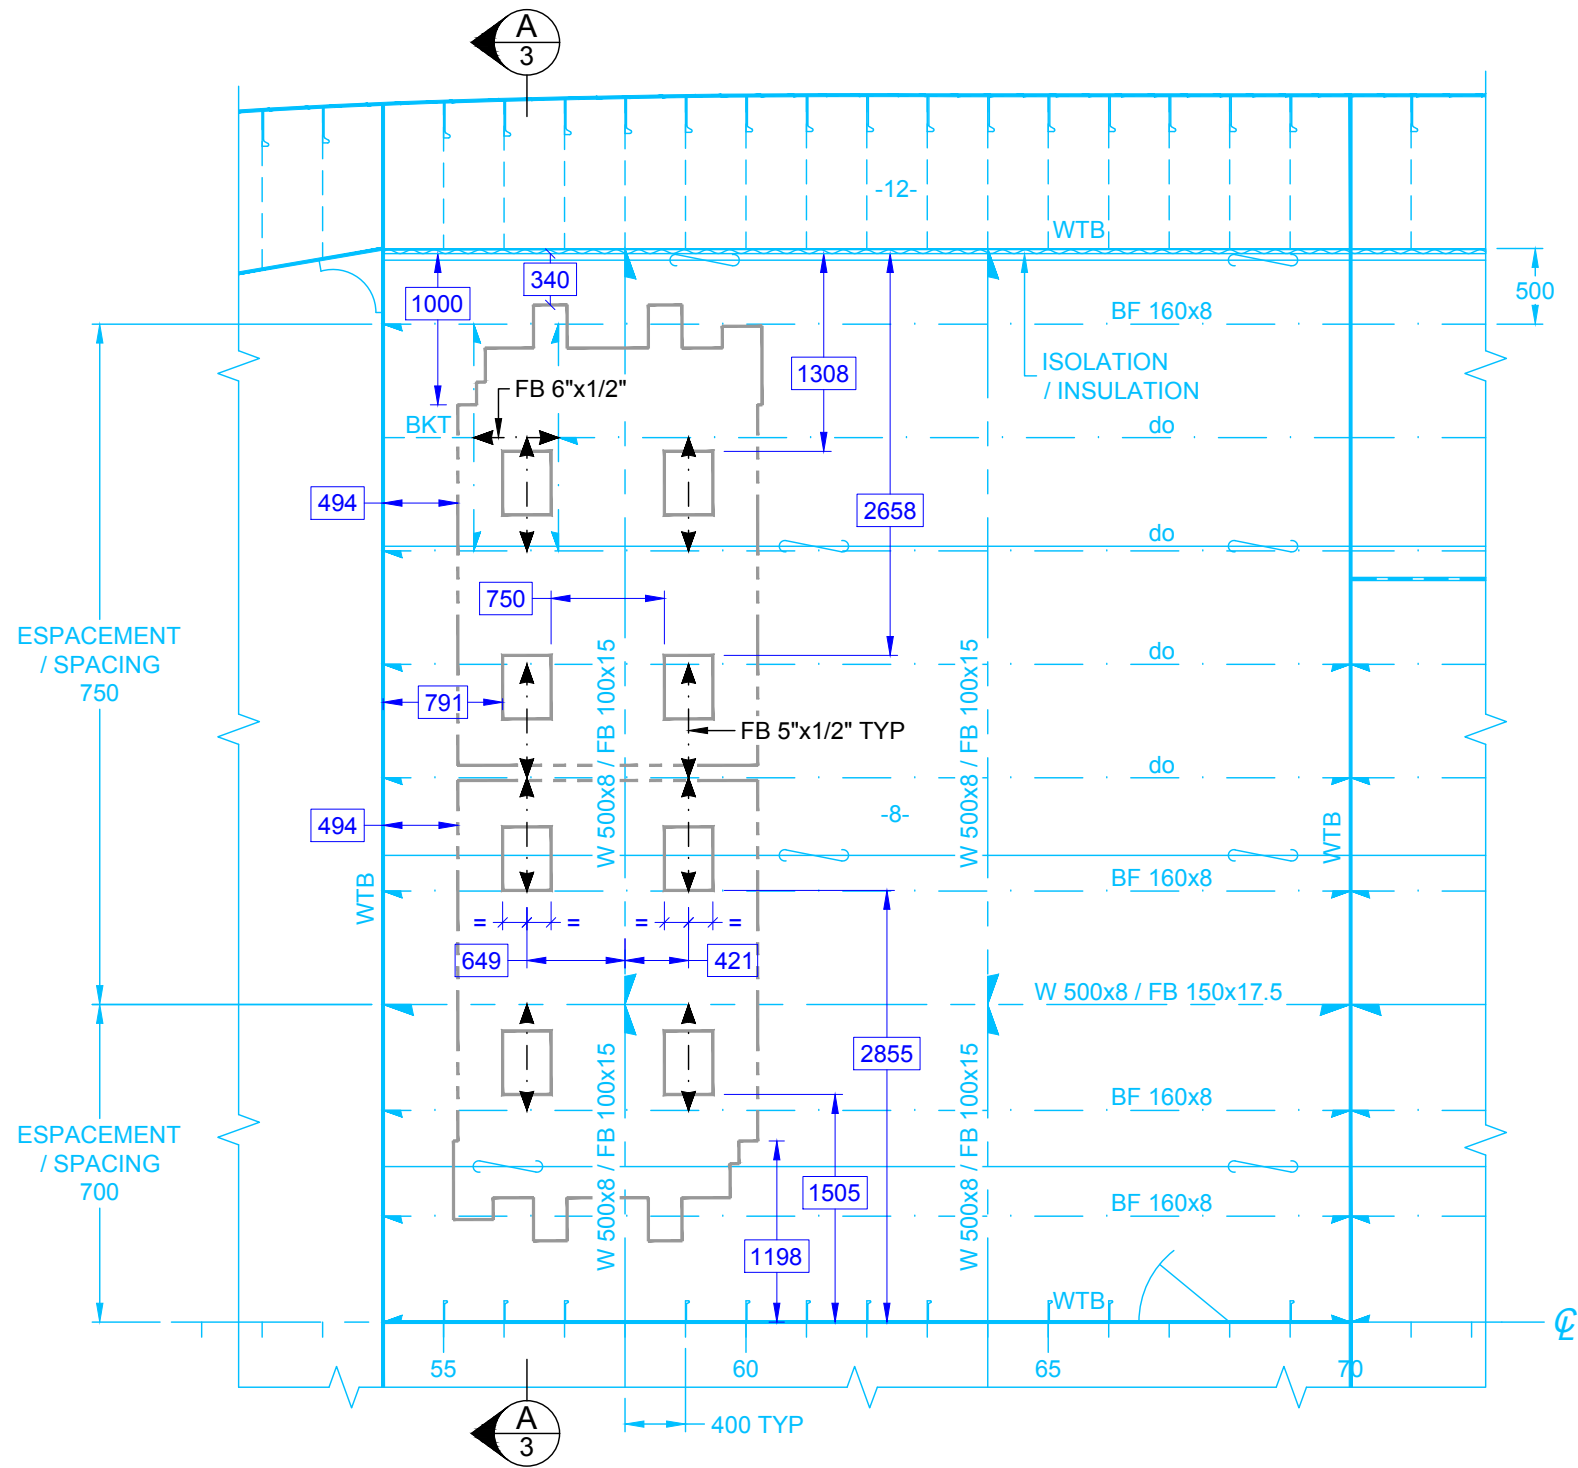 A
3
-12-
WTB
340
1000
500
BF 160x8
ISOLATION
/ INSULATION
1308
FB 6"x1/2"
BKT
do
494
2658
do
750
ESPACEMENT
/ SPACING
750
do
791
W 500x8 / FB 100x15
W 500x8 / FB 100x15
FB 5"x1/2" TYP
do
494
-8-
WTB
BF 160x8
WTB
= =
= =
649
421
W 500x8 / FB 150x17.5
2855
W 500x8 / FB 100x15
W 500x8 / FB 100x15
BF 160x8
ESPACEMENT
/ SPACING
700
1505
BF 160x8
1198
WTB
℄
55
60
65
70
A
3
400 TYP